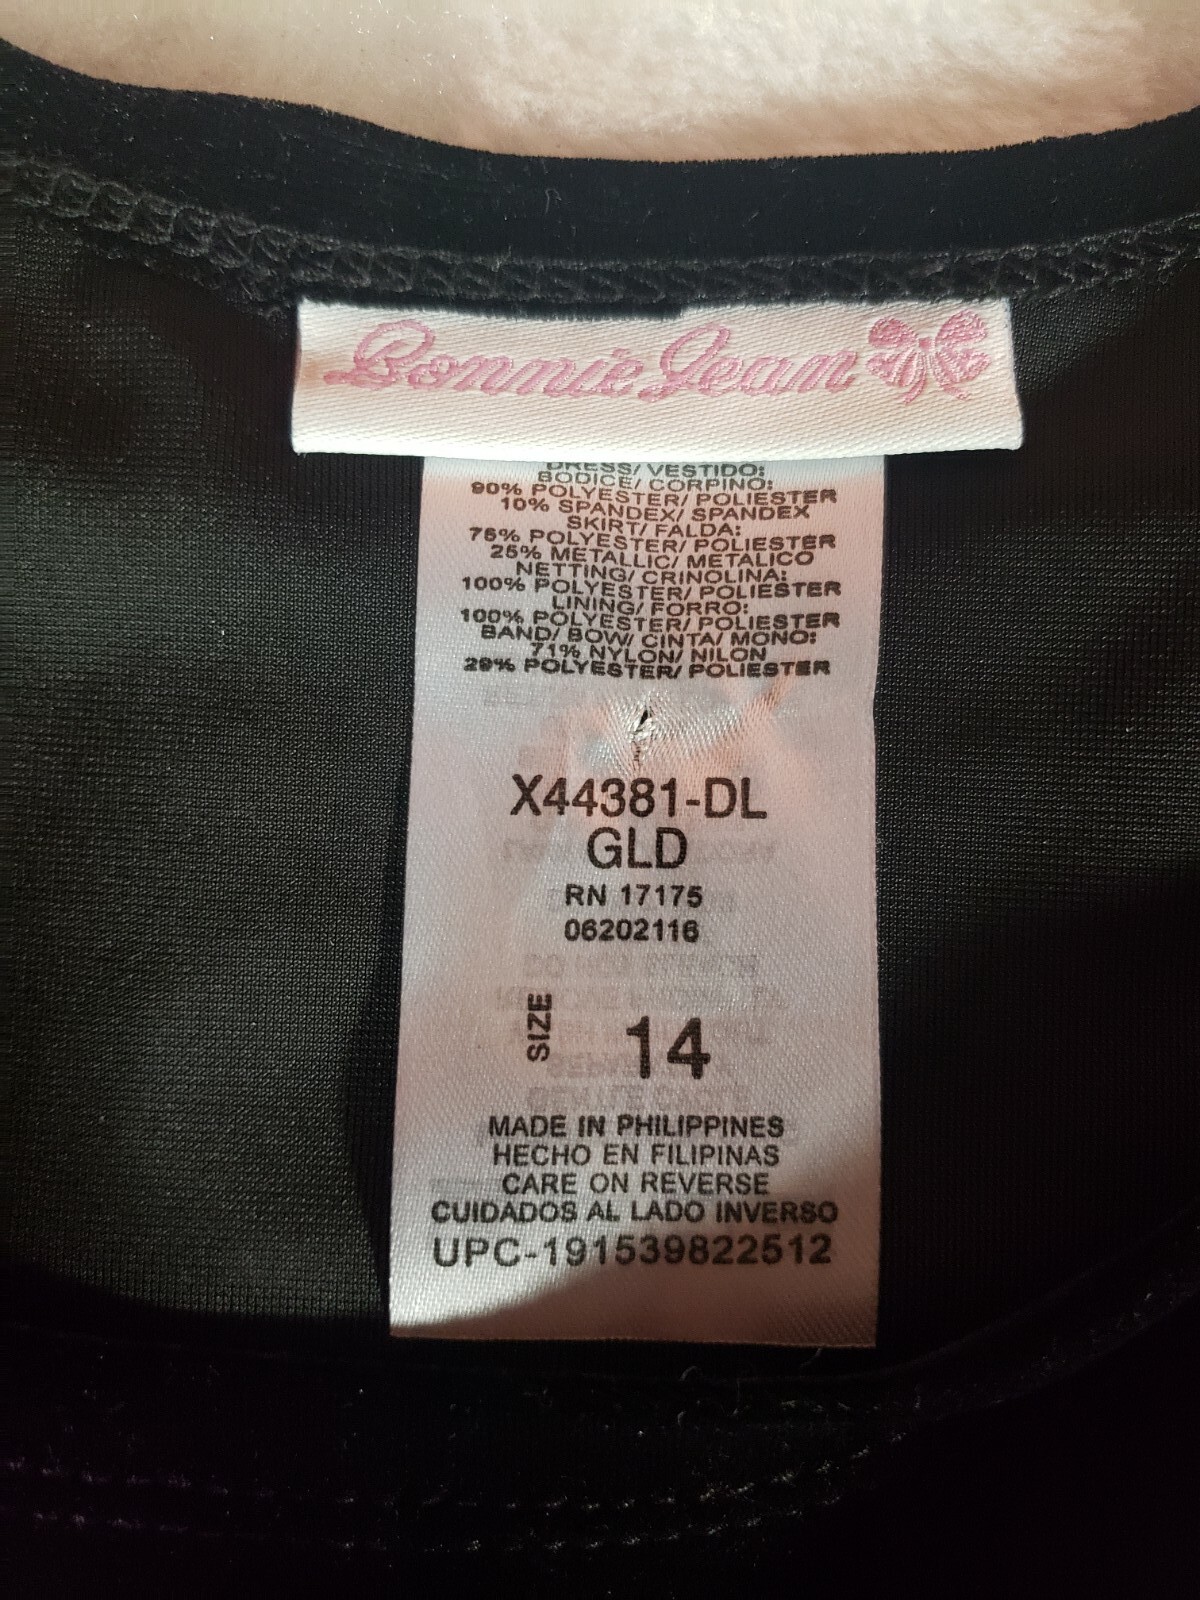 Bonnie Jean
DRESS/ VESTIDO:
BODICE/ CORPINO:
90% POLYESTER/ POLIESTER
10% SPANDEX/ SPANDEX
SKIRT/ FALDA:
75% POLYESTER/ POLIESTER
25% METALLIC/ METALICO
NETTING/ CRINOLINA:
100% POLYESTER/ POLIESTER
LINING/ FORRO:
100% POLYESTER/ POLIESTER
BAND/ BOW/ CINTA/ MONO:
71% NYLON/ NILON
29% POLYESTER/ POLIESTER
X44381-DL
GLD
RN 17175
06202116
SIZE 14
MADE IN PHILIPPINES
HECHO EN FILIPINAS
CARE ON REVERSE
CUIDADOS AL LADO INVERSO
UPC-191539822512